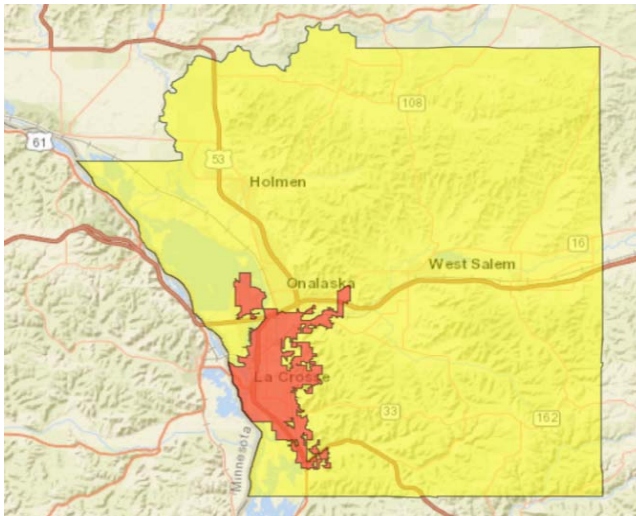 108
61
53
Holmen
16
West Salem
Onalaska
La Crosse
33
162
Minnesota